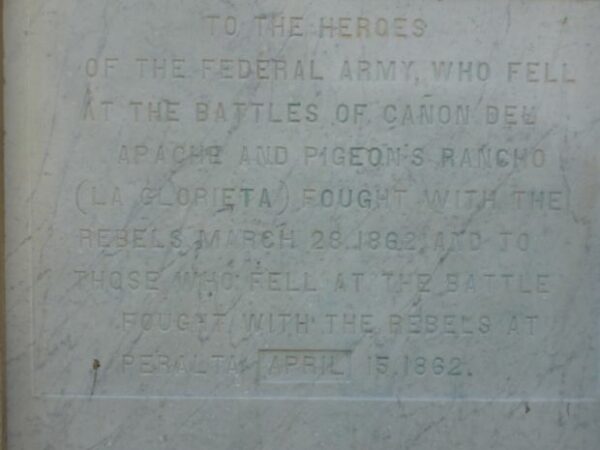 TO THE HEROES
OF THE FEDERAL ARMY, WHO FELL
AT THE BATTLES OF CAÑON DEL
APACHE AND PIGEON'S RANCHO
(LA GLORIETA) FOUGHT WITH THE
REBELS MARCH 28, 1862, AND TO
THOSE WHO FELL AT THE BATTLE
FOUGHT WITH THE REBELS AT
PERALTA APRIL 15, 1862.